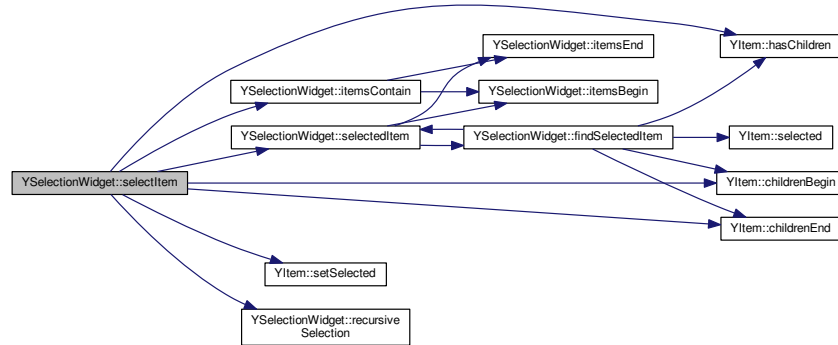 YSelectionWidget::itemsEnd
YItem::hasChildren
YSelectionWidget::itemsContain
YSelectionWidget::itemsBegin
YSelectionWidget::selectedItem
YSelectionWidget::findSelectedItem
YItem::selected
YSelectionWidget::selectItem
YItem::childrenBegin
YItem::childrenEnd
YItem::setSelected
YSelectionWidget::recursive
Selection